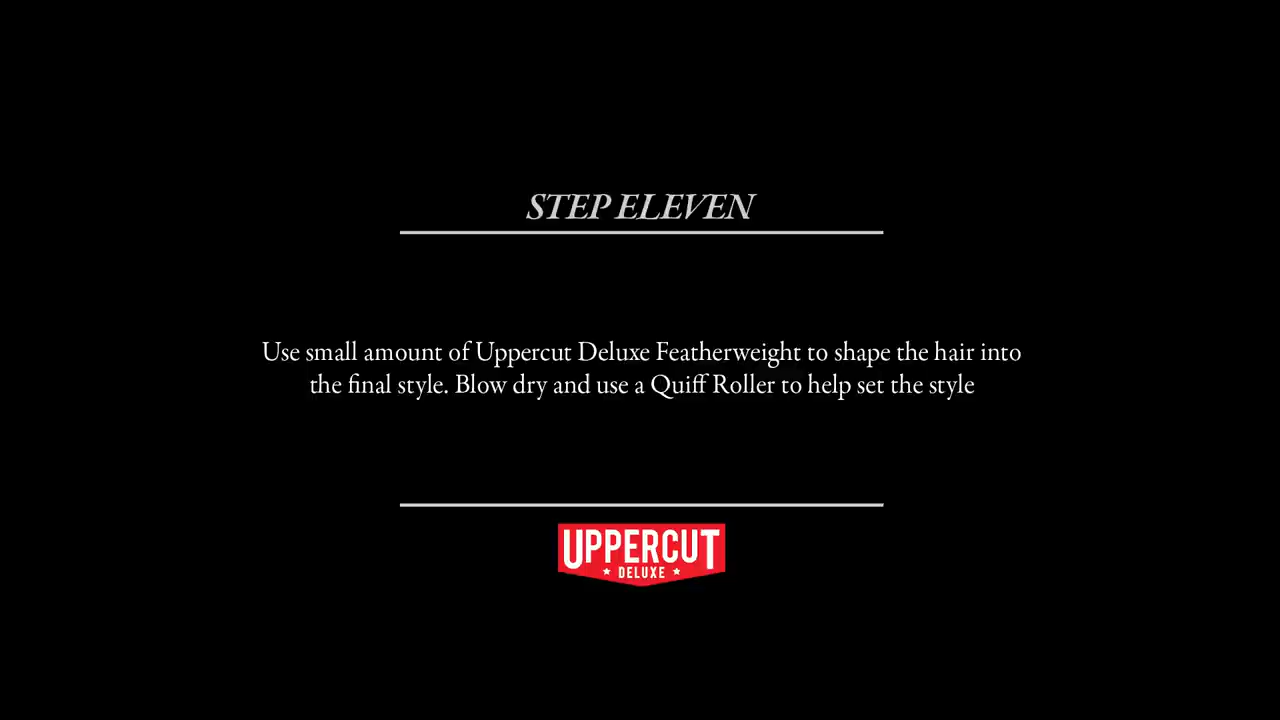 STEP ELEVEN
Use small amount of Uppercut Deluxe Featherweight to shape the hair into
the final style. Blow dry and use a Quiff Roller to help set the style
UPPERCUT
DELUXE